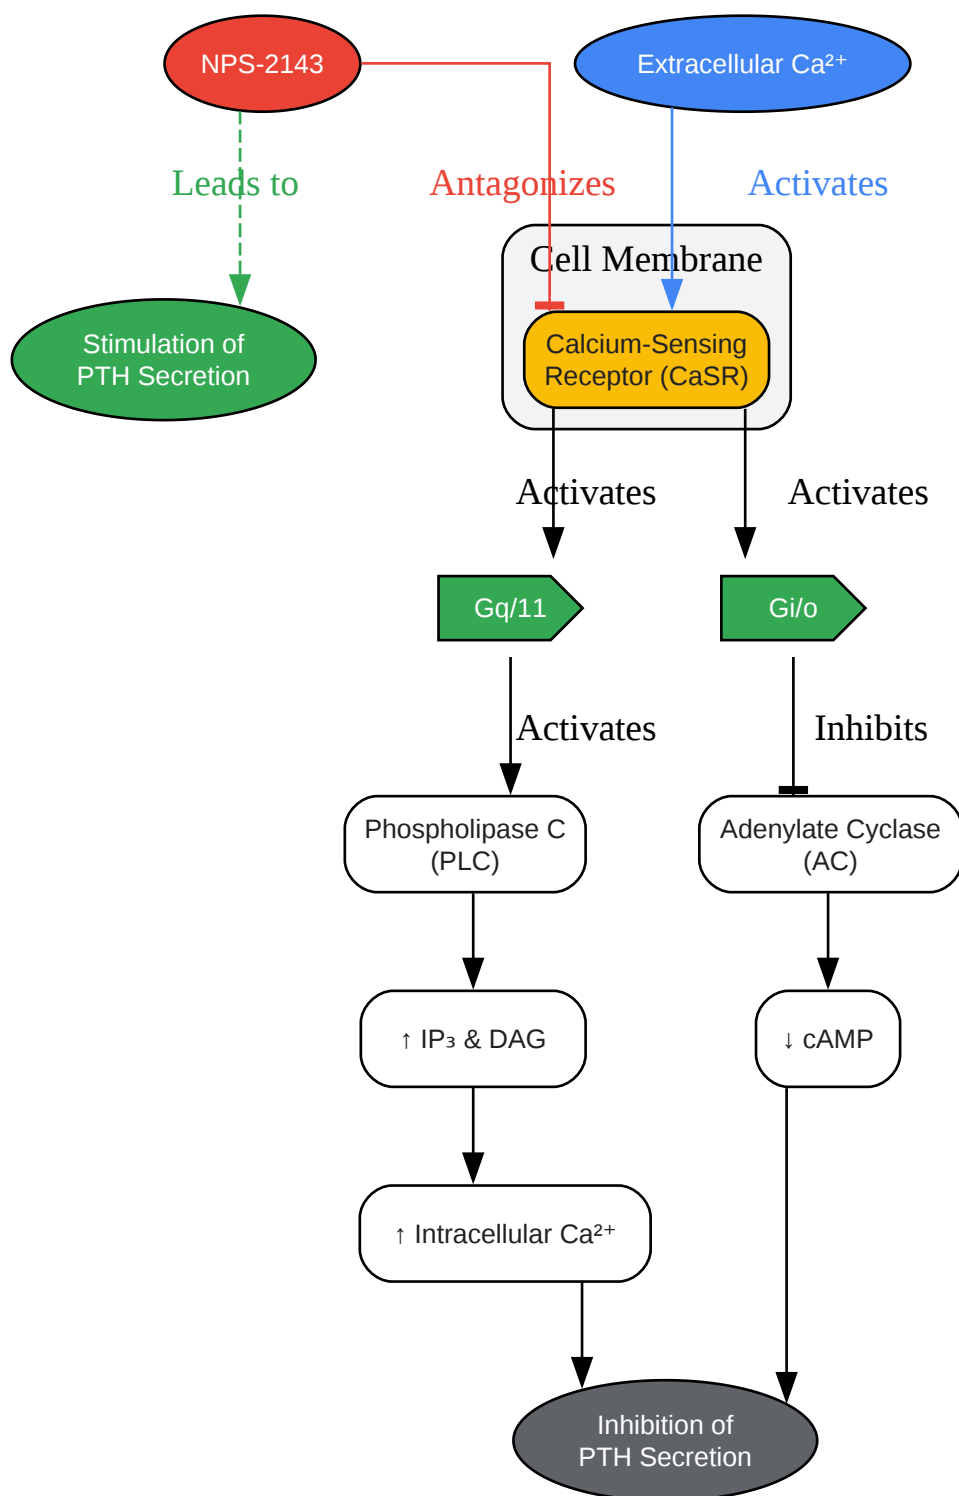 NPS-2143
Extracellular Ca²⁺
Leads to
Antagonizes
Activates
Cell Membrane
Stimulation of
PTH Secretion
Calcium-Sensing
Receptor (CaSR)
Activates
Activates
Gq/11
Gi/o
Activates
Inhibits
Phospholipase C
(PLC)
Adenylate Cyclase
(AC)
↑ IP₃ & DAG
↓ cAMP
↑ Intracellular Ca²⁺
Inhibition of
PTH Secretion